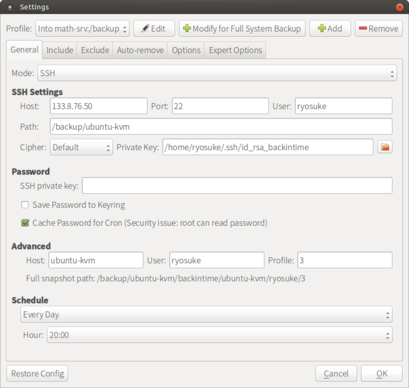 Settings
Profile: Into math-srv:/backup Edit Modify for Full System Backup Add Remove
General Include Exclude Auto-remove Options Expert Options
Mode: SSH
SSH Settings
Host: 133.8.76.50 Port: 22 User: ryosuke
Path: /backup/ubuntu-kvm
Cipher: Default Private Key: /home/ryosuke/.ssh/id_rsa_backintime
Password
SSH private key:
Save Password to Keyring
Cache Password for Cron (Security issue: root can read password)
Advanced
Host: ubuntu-kvm User: ryosuke Profile: 3
Full snapshot path: /backup/ubuntu-kvm/backintime/ubuntu-kvm/ryosuke/3
Schedule
Every Day
Hour: 20:00
Restore Config Cancel OK